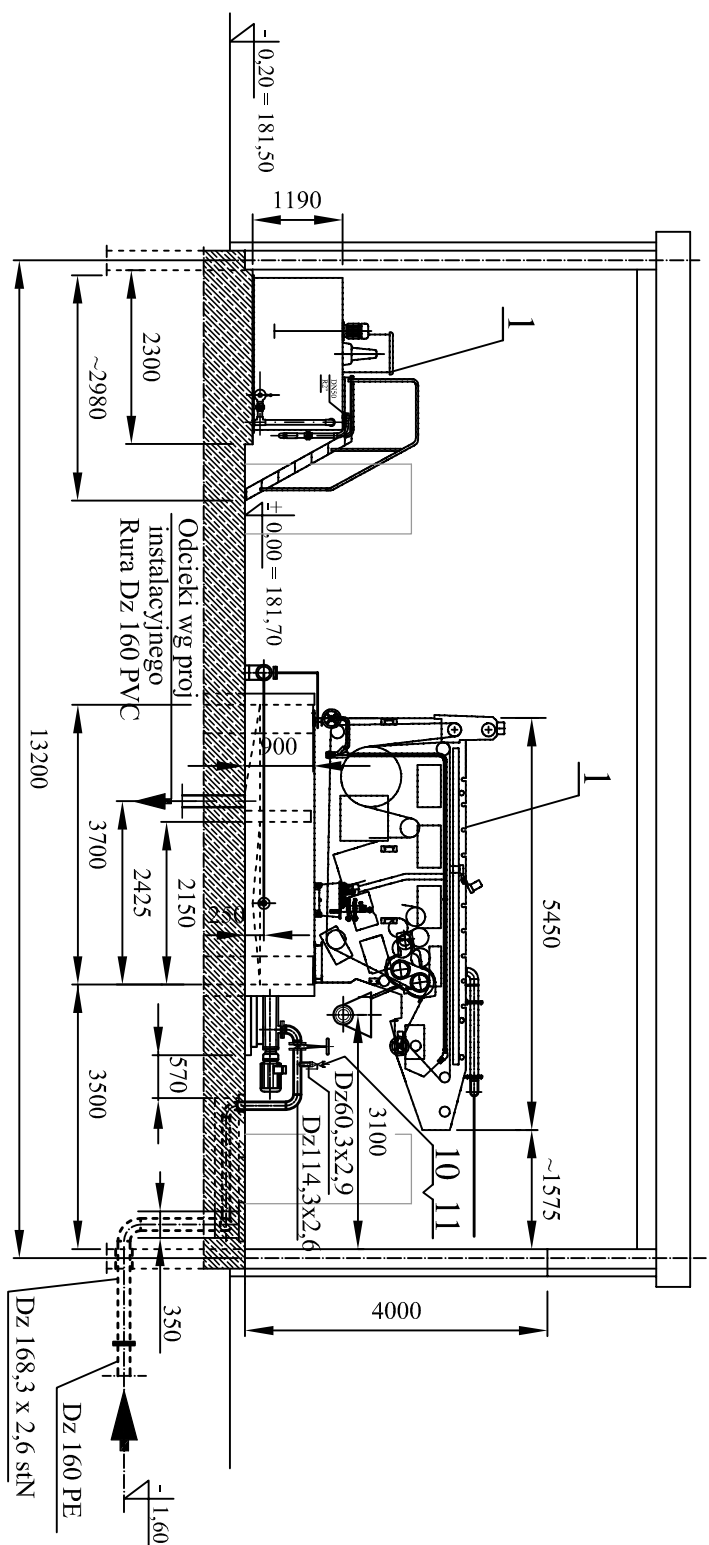 - 0,20 = 181,50
1190
1
2300
~2980
DN50
± 0,00 = 181,70
Odcieki wg proj
instalacyjnego
Rura Dz 160 PVC
900
1
5450
13200
3700
2425
2150
250
3500
570
3100
Dz60,3x2,9
Dz114,3x2,6
10
11
~1575
350
4000
Dz 168,3 x 2,6 stN
Dz 160 PE
- 1,60